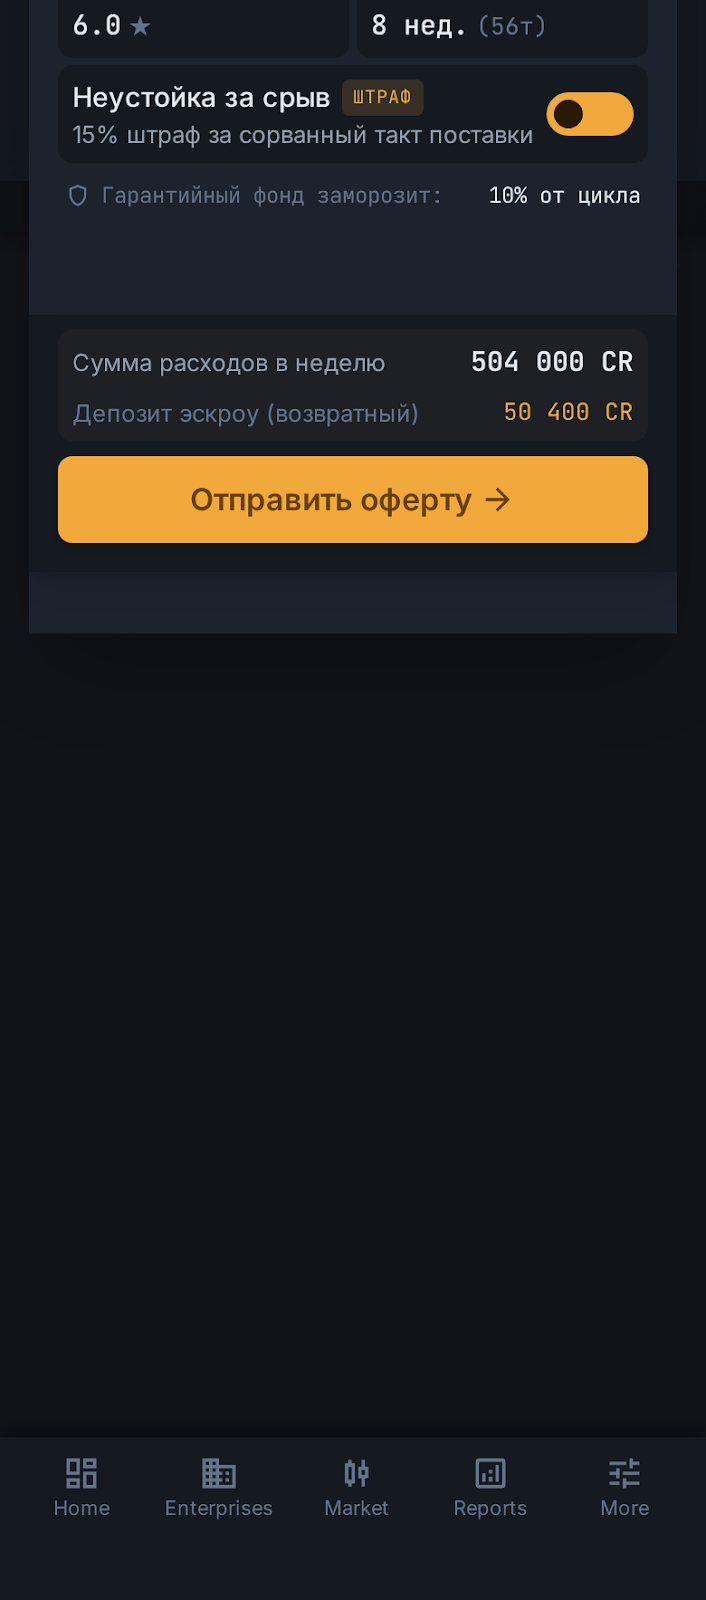 6.0 ★ 8 нед. (56т)
Неустойка за срыв ШТРАФ
15% штраф за сорванный такт поставки
Гарантийный фонд заморозит: 10% от цикла
Сумма расходов в неделю 504 000 CR
Депозит эскроу (возвратный) 50 400 CR
Отправить оферту →
Home Enterprises Market Reports More